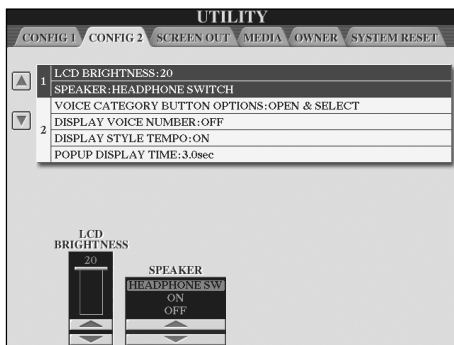 UTILITY
CONFIG 1 CONFIG 2 SCREEN OUT MEDIA OWNER SYSTEM RESET
1 LCD BRIGHTNESS:20
SPEAKER:HEADPHONE SWITCH
2 VOICE CATEGORY BUTTON OPTIONS:OPEN & SELECT
DISPLAY VOICE NUMBER:OFF
DISPLAY STYLE TEMPO:ON
POPUP DISPLAY TIME:3.0sec
LCD
BRIGHTNESS
20
SPEAKER
HEADPHONE SW
ON
OFF